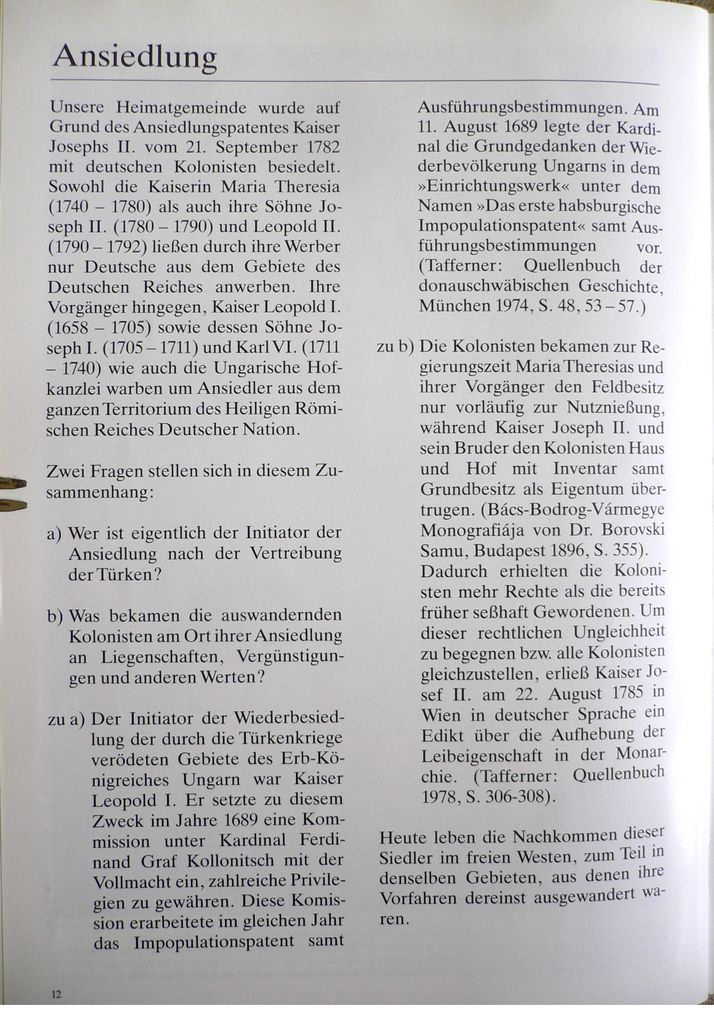 Ansiedlung
Unsere Heimatgemeinde wurde auf
Grund des Ansiedlungspatentes Kaiser
Josephs II. vom 21. September 1782
mit deutschen Kolonisten besiedelt.
Sowohl die Kaiserin Maria Theresia
(1740 – 1780) als auch ihre Söhne Jo-
seph II. (1780 – 1790) und Leopold II.
(1790 – 1792) ließen durch ihre Werber
nur Deutsche aus dem Gebiete des
Deutschen Reiches anwerben. Ihre
Vorgänger hingegen, Kaiser Leopold I.
(1658 – 1705) sowie dessen Söhne Jo-
seph I. (1705 – 1711) und Karl VI. (1711
– 1740) wie auch die Ungarische Hof-
kanzlei warben um Ansiedler aus dem
ganzen Territorium des Heiligen Römi-
schen Reiches Deutscher Nation.
Zwei Fragen stellen sich in diesem Zu-
sammenhang:
a) Wer ist eigentlich der Initiator der
Ansiedlung nach der Vertreibung
der Türken?
b) Was bekamen die auswandernden
Kolonisten am Ort ihrer Ansiedlung
an Liegenschaften, Vergünstigun-
gen und anderen Werten?
zu a) Der Initiator der Wiederbesied-
lung der durch die Türkenkriege
verödeten Gebiete des Erb-Kö-
nigreiches Ungarn war Kaiser
Leopold I. Er setzte zu diesem
Zweck im Jahre 1689 eine Kom-
mission unter Kardinal Ferdi-
nand Graf Kollonitsch mit der
Vollmacht ein, zahlreiche Privile-
gien zu gewähren. Diese Komis-
sion erarbeitete im gleichen Jahr
das Impopulationspatent samt
Ausführungsbestimmungen. Am
11. August 1689 legte der Kardi-
nal die Grundgedanken der Wie-
derbevölkerung Ungarns in dem
»Einrichtungswerk« unter dem
Namen »Das erste habsburgische
Impopulationspatent« samt Aus-
führungsbestimmungen vor.
(Tafferner: Quellenbuch der
donauschwäbischen Geschichte,
München 1974, S. 48, 53 – 57.)
zu b) Die Kolonisten bekamen zur Re-
gierungszeit Maria Theresias und
ihrer Vorgänger den Feldbesitz
nur vorläufig zur Nutznießung,
während Kaiser Joseph II. und
sein Bruder den Kolonisten Haus
und Hof mit Inventar samt
Grundbesitz als Eigentum über-
trugen. (Bács-Bodrog-Vármegye
Monografiája von Dr. Borovski
Samu, Budapest 1896, S. 355).
Dadurch erhielten die Koloni-
sten mehr Rechte als die bereits
früher seßhaft Gewordenen. Um
dieser rechtlichen Ungleichheit
zu begegnen bzw. alle Kolonisten
gleichzustellen, erließ Kaiser Jo-
sef II. am 22. August 1785 in
Wien in deutscher Sprache ein
Edikt über die Aufhebung der
Leibeigenschaft in der Monar-
chie. (Tafferner: Quellenbuch
1978, S. 306-308).
Heute leben die Nachkommen dieser
Siedler im freien Westen, zum Teil in
denselben Gebieten, aus denen ihre
Vorfahren dereinst ausgewandert wa-
ren.
12